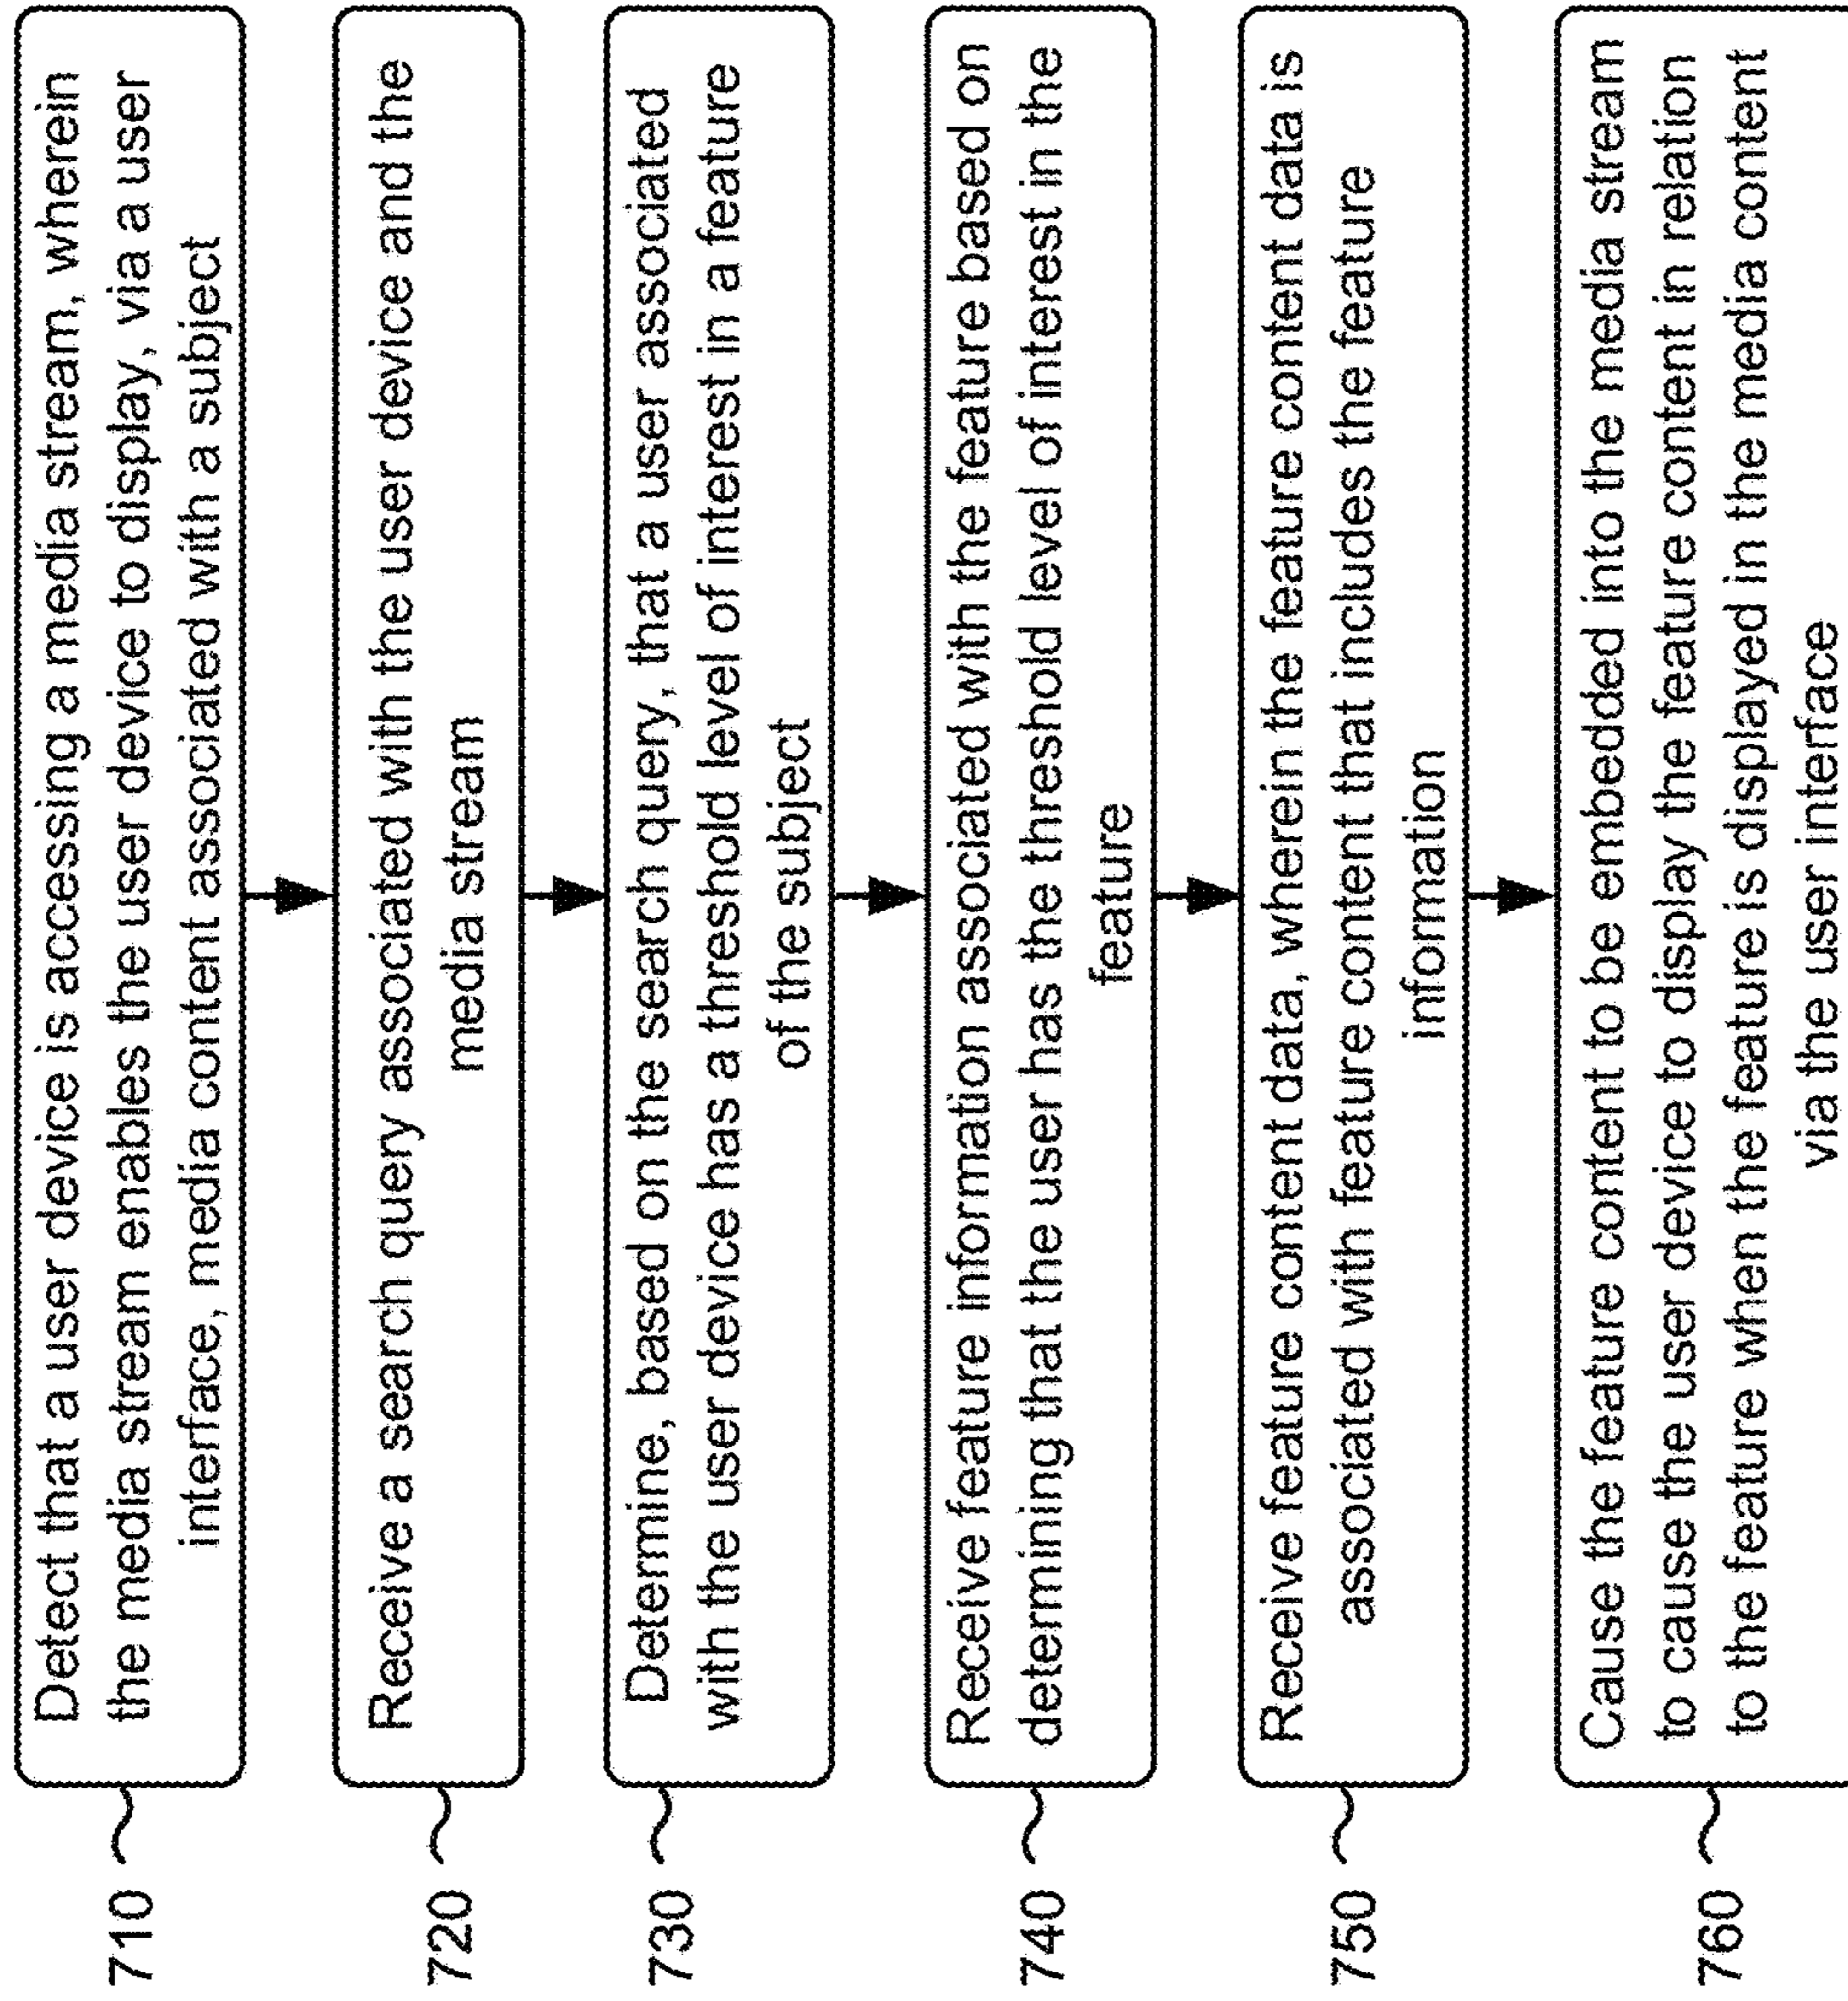 710
Detect that a user device is accessing a media stream, wherein
the media stream enables the user device to display, via a user
interface, media content associated with a subject
720
Receive a search query associated with the user device and the
media stream
730
Determine, based on the search query, that a user associated
with the user device has a threshold level of interest in a feature
of the subject
740
Receive feature information associated with the feature based on
determining that the user has the threshold level of interest in the
feature
750
Receive feature content data, wherein the feature content data is
associated with feature content that includes the feature
information
760
Cause the feature content to be embedded into the media stream
to cause the user device to display the feature content in relation
to the feature when the feature is displayed in the media content
via the user interface